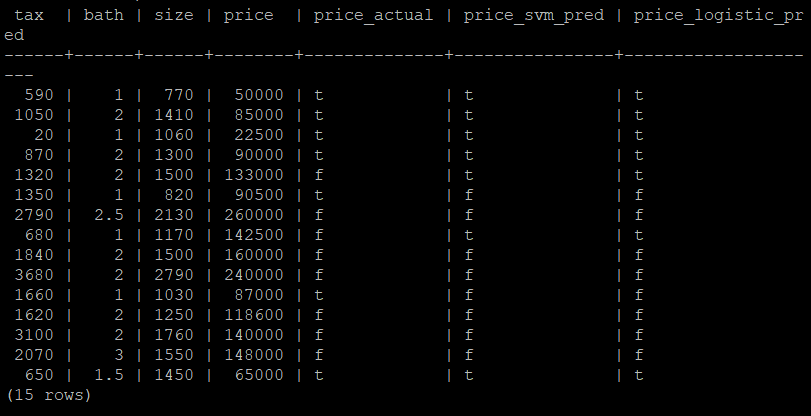 tax  | bath | size | price  | price_actual | price_svm_pred | price_logistic_pr
ed
------+------+------+--------+--------------+----------------+------------------
---
  590 |    1 |  770 |  50000 | t            | t              | t
 1050 |    2 | 1410 |  85000 | t            | t              | t
   20 |    1 | 1060 |  22500 | t            | t              | t
  870 |    2 | 1300 |  90000 | t            | t              | t
 1320 |    2 | 1500 | 133000 | f            | t              | t
 1350 |    1 |  820 |  90500 | t            | f              | f
 2790 |  2.5 | 2130 | 260000 | f            | f              | f
  680 |    1 | 1170 | 142500 | f            | t              | t
 1840 |    2 | 1500 | 160000 | f            | f              | f
 3680 |    2 | 2790 | 240000 | f            | f              | f
 1660 |    1 | 1030 |  87000 | t            | f              | f
 1620 |    2 | 1250 | 118600 | f            | f              | f
 3100 |    2 | 1760 | 140000 | f            | f              | f
 2070 |    3 | 1550 | 148000 | f            | f              | f
  650 |  1.5 | 1450 |  65000 | t            | t              | t
(15 rows)